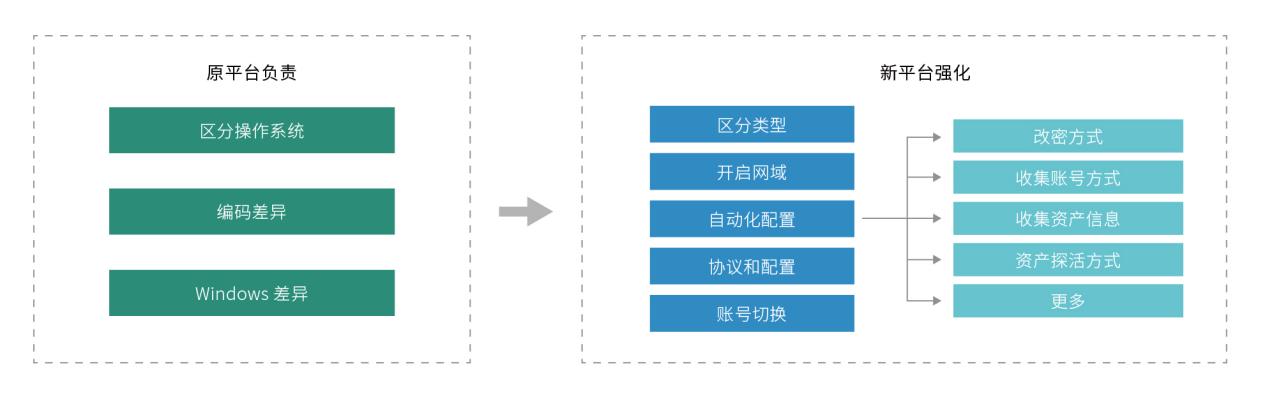 原平台负责
区分操作系统
编码差异
Windows 差异
新平台强化
区分类型
开启网域
自动化配置
协议和配置
账号切换
改密方式
收集账号方式
收集资产信息
资产探活方式
更多